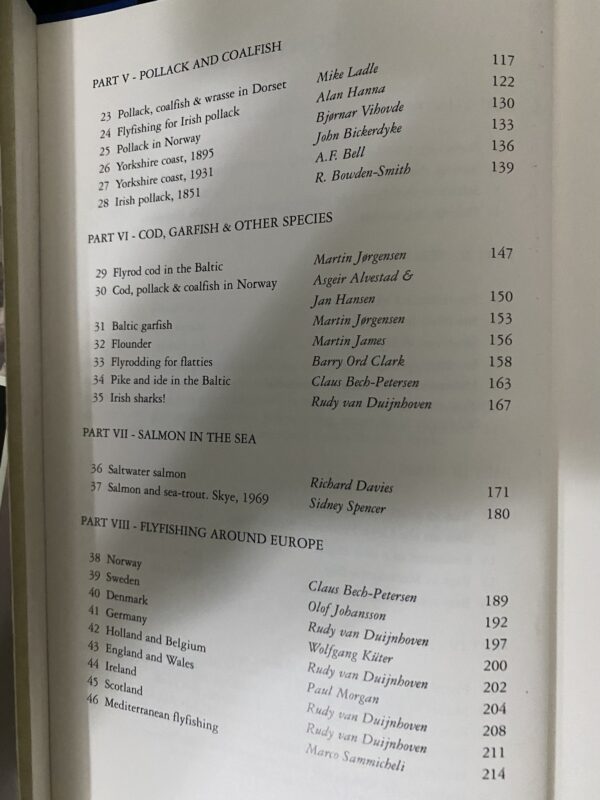 PART V - POLLACK AND COALFISH
23 Pollack, coalfish & wrasse in Dorset Mike Ladle 117
24 Flyfishing for Irish pollack Alan Hanna 122
25 Pollack in Norway Bjørnar Vihovde 130
26 Yorkshire coast, 1895 John Bickerdyke 133
27 Yorkshire coast, 1931 A.F. Bell 136
28 Irish pollack, 1851 R. Bowden-Smith 139
PART VI - COD, GARFISH & OTHER SPECIES
29 Flyrod cod in the Baltic Martin Jørgensen 147
30 Cod, pollack & coalfish in Norway Asgeir Alvestad &
Jan Hansen 150
31 Baltic garfish Martin Jørgensen 153
32 Flounder Martin James 156
33 Flyrodding for flatties Barry Ord Clark 158
34 Pike and ide in the Baltic Claus Bech-Petersen 163
35 Irish sharks! Rudy van Duijnhoven 167
PART VII - SALMON IN THE SEA
36 Saltwater salmon Richard Davies 171
37 Salmon and sea-trout. Skye, 1969 Sidney Spencer 180
PART VIII - FLYFISHING AROUND EUROPE
38 Norway Claus Bech-Petersen 189
39 Sweden Olof Johansson 192
40 Denmark Rudy van Duijnhoven 197
41 Germany Wolfgang Küter 200
42 Holland and Belgium Rudy van Duijnhoven 202
43 England and Wales Paul Morgan 204
44 Ireland Rudy van Duijnhoven 208
45 Scotland Rudy van Duijnhoven 211
46 Mediterranean flyfishing Marco Sammicheli 214